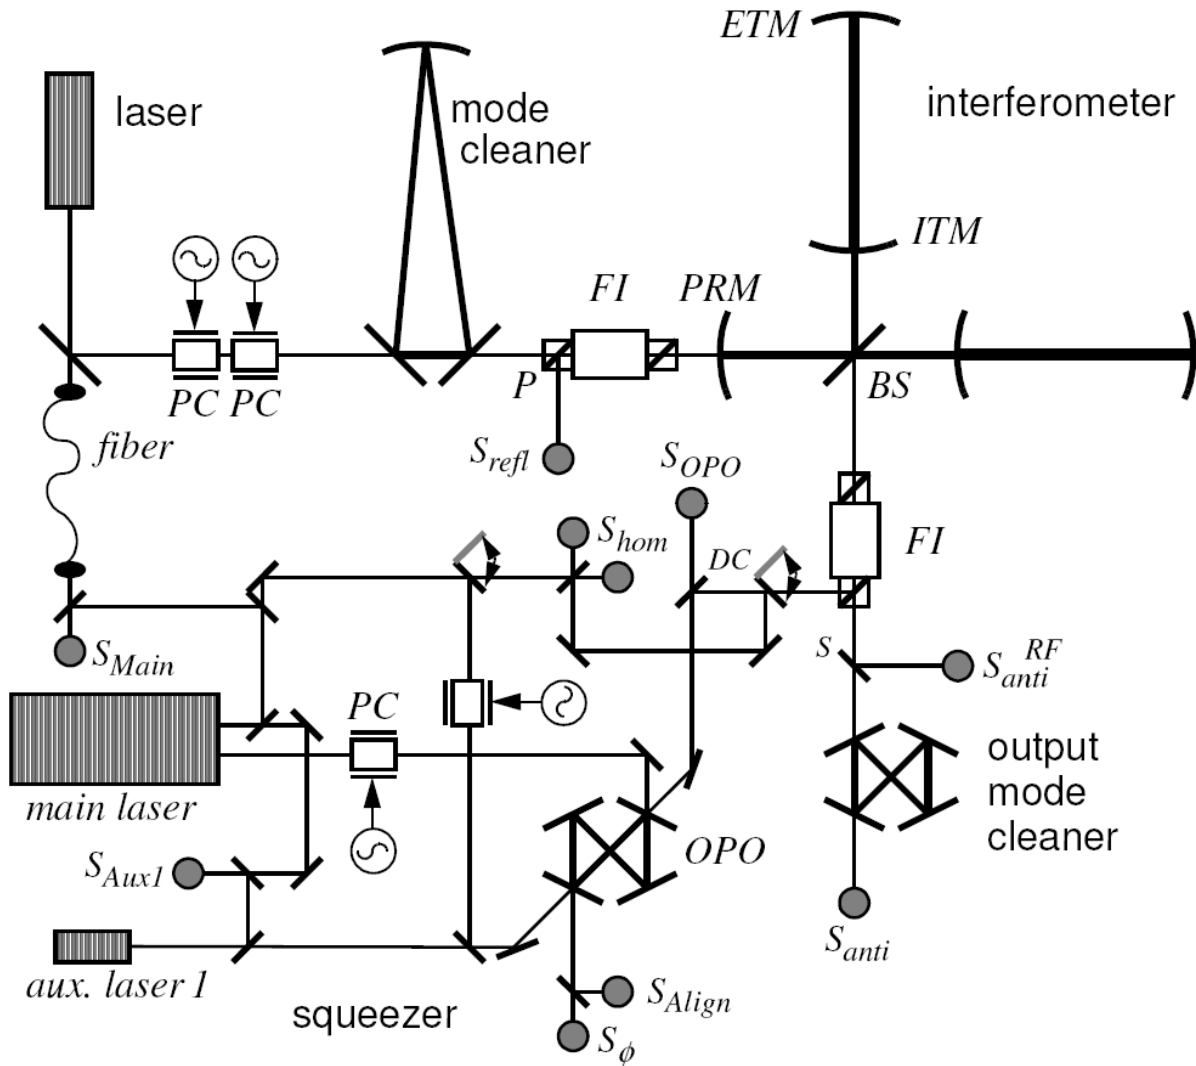 ETM
laser
mode
cleaner
interferometer
ITM
FI
PRM
P
BS
PC
PC
fiber
S_refl
S_OPO
S_hom
DC
FI
S_Main
S
S_anti^RF
PC
main laser
output
mode
cleaner
OPO
S_Aux1
S_anti
aux. laser 1
S_Align
squeezer
S_ϕ